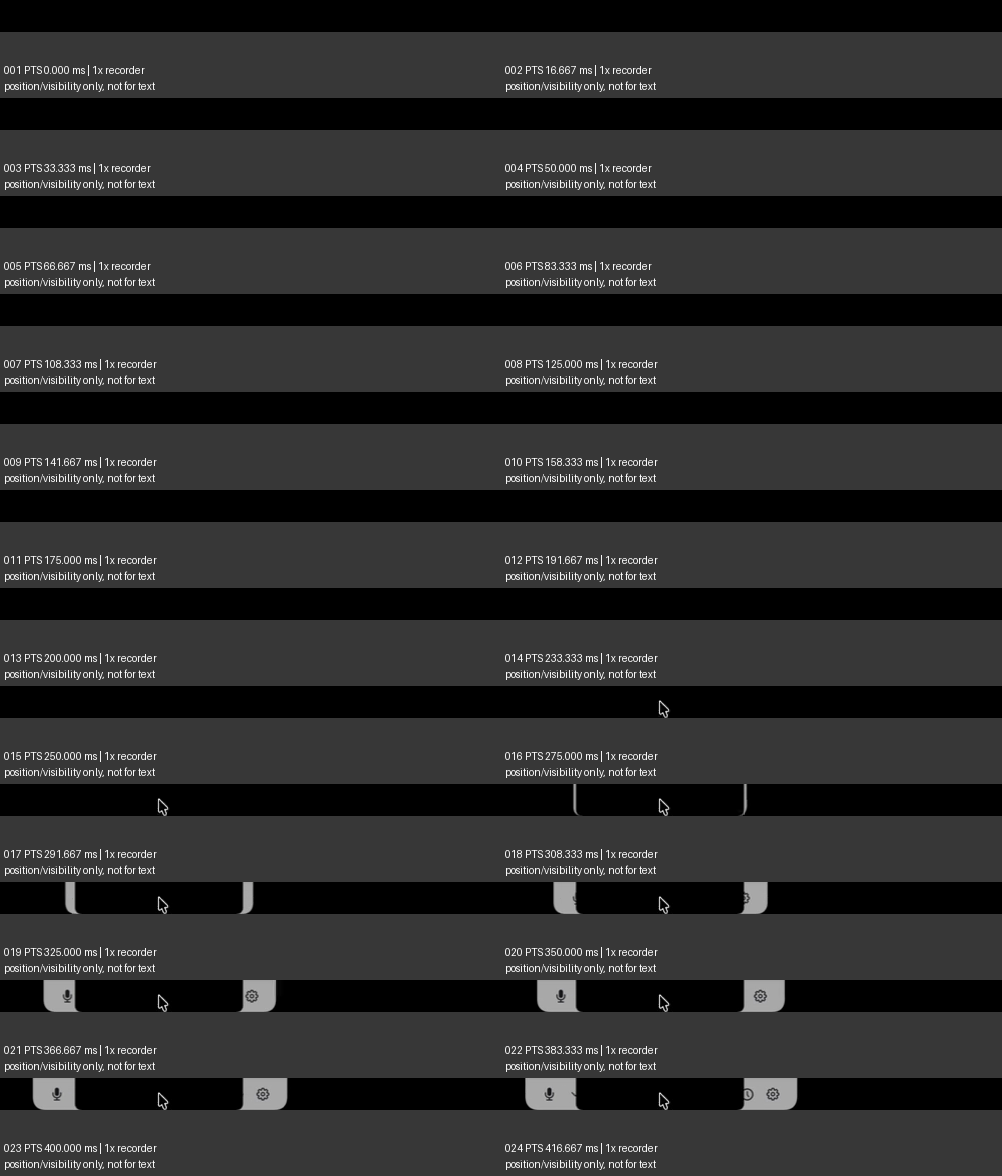 001 PTS 0.000 ms | 1x recorder
position/visibility only, not for text
002 PTS 16.667 ms | 1x recorder
position/visibility only, not for text
003 PTS 33.333 ms | 1x recorder
position/visibility only, not for text
004 PTS 50.000 ms | 1x recorder
position/visibility only, not for text
005 PTS 66.667 ms | 1x recorder
position/visibility only, not for text
006 PTS 83.333 ms | 1x recorder
position/visibility only, not for text
007 PTS 108.333 ms | 1x recorder
position/visibility only, not for text
008 PTS 125.000 ms | 1x recorder
position/visibility only, not for text
009 PTS 141.667 ms | 1x recorder
position/visibility only, not for text
010 PTS 158.333 ms | 1x recorder
position/visibility only, not for text
011 PTS 175.000 ms | 1x recorder
position/visibility only, not for text
012 PTS 191.667 ms | 1x recorder
position/visibility only, not for text
013 PTS 200.000 ms | 1x recorder
position/visibility only, not for text
014 PTS 233.333 ms | 1x recorder
position/visibility only, not for text
015 PTS 250.000 ms | 1x recorder
position/visibility only, not for text
016 PTS 275.000 ms | 1x recorder
position/visibility only, not for text
017 PTS 291.667 ms | 1x recorder
position/visibility only, not for text
018 PTS 308.333 ms | 1x recorder
position/visibility only, not for text
019 PTS 325.000 ms | 1x recorder
position/visibility only, not for text
020 PTS 350.000 ms | 1x recorder
position/visibility only, not for text
021 PTS 366.667 ms | 1x recorder
position/visibility only, not for text
022 PTS 383.333 ms | 1x recorder
position/visibility only, not for text
023 PTS 400.000 ms | 1x recorder
position/visibility only, not for text
024 PTS 416.667 ms | 1x recorder
position/visibility only, not for text